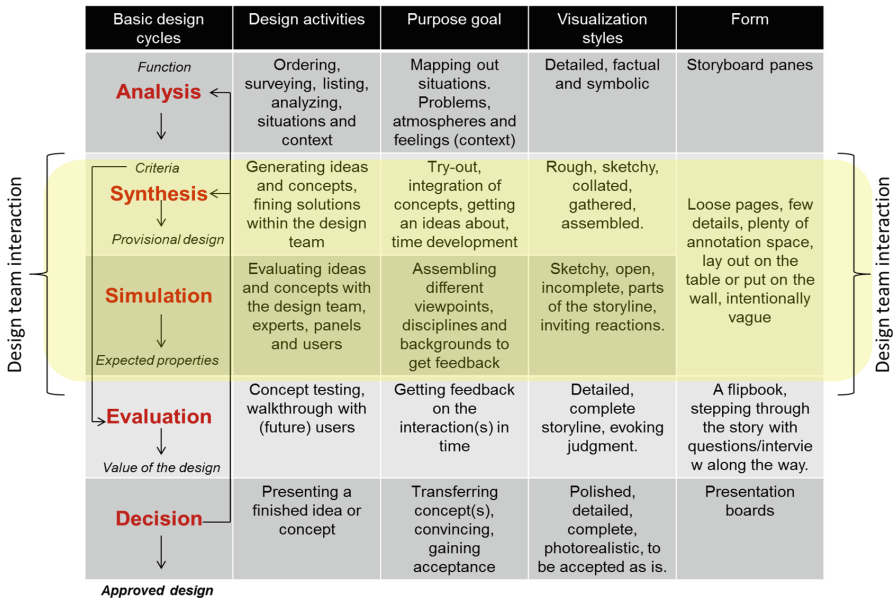 Basic design
cycles
Design activities
Purpose goal
Visualization
styles
Form
Function
Analysis
Ordering,
surveying, listing,
analyzing,
situations and
context
Mapping out
situations.
Problems,
atmospheres and
feelings (context)
Detailed, factual
and symbolic
Storyboard panes
Criteria
Synthesis
Provisional design
Generating ideas
and concepts,
fining solutions
within the design
team
Try-out,
integration of
concepts, getting
an ideas about,
time development
Rough, sketchy,
collated,
gathered,
assembled.
Loose pages, few
details, plenty of
annotation space,
lay out on the
table or put on the
wall, intentionally
vague
Simulation
Expected properties
Evaluating ideas
and concepts with
the design team,
experts, panels
and users
Assembling
different
viewpoints,
disciplines and
backgrounds to
get feedback
Sketchy, open,
incomplete, parts
of the storyline,
inviting reactions.
Evaluation
Value of the design
Concept testing,
walkthrough with
(future) users
Getting feedback
on the
interaction(s) in
time
Detailed,
complete
storyline, evoking
judgment.
A flipbook,
stepping through
the story with
questions/intervie
w along the way.
Decision
Approved design
Presenting a
finished idea or
concept
Transferring
concept(s),
convincing,
gaining
acceptance
Polished,
detailed,
complete,
photorealistic, to
be accepted as is.
Presentation
boards
Design team interaction
Design team interaction